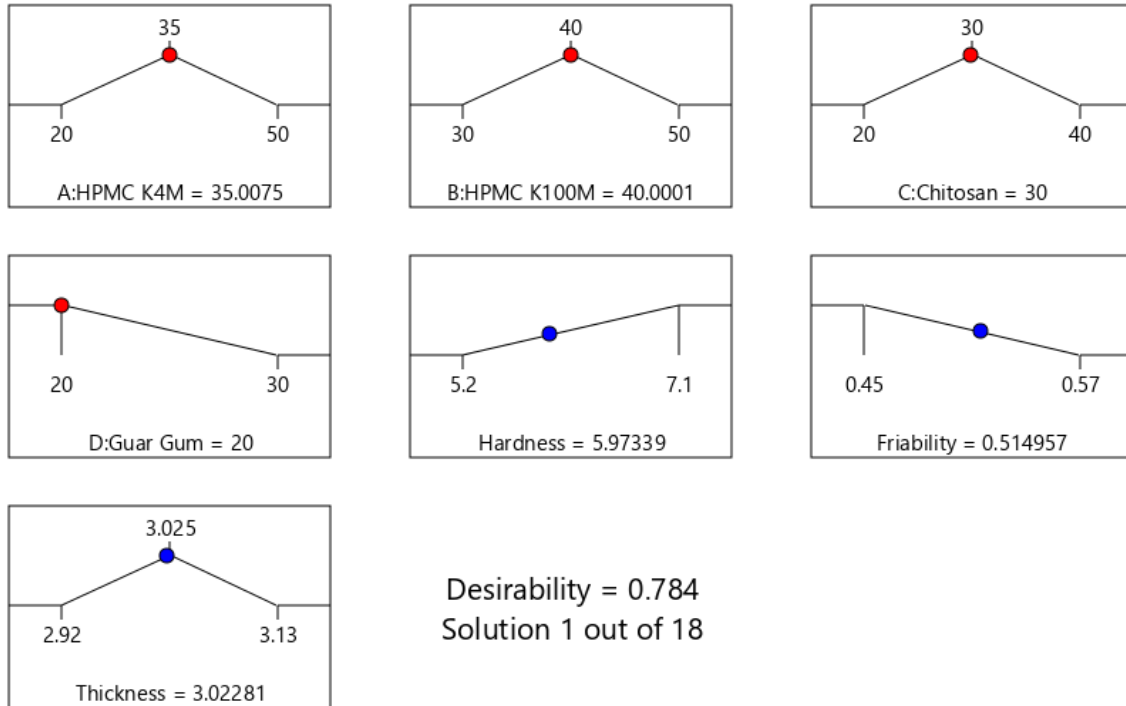 35
20 50
A:HPMC K4M = 35.0075
40
30 50
B:HPMC K100M = 40.0001
30
20 40
C:Chitosan = 30
20 30
D:Guar Gum = 20
5.2 7.1
Hardness = 5.97339
0.45 0.57
Friability = 0.514957
3.025
2.92 3.13
Thickness = 3.02281
Desirability = 0.784
Solution 1 out of 18